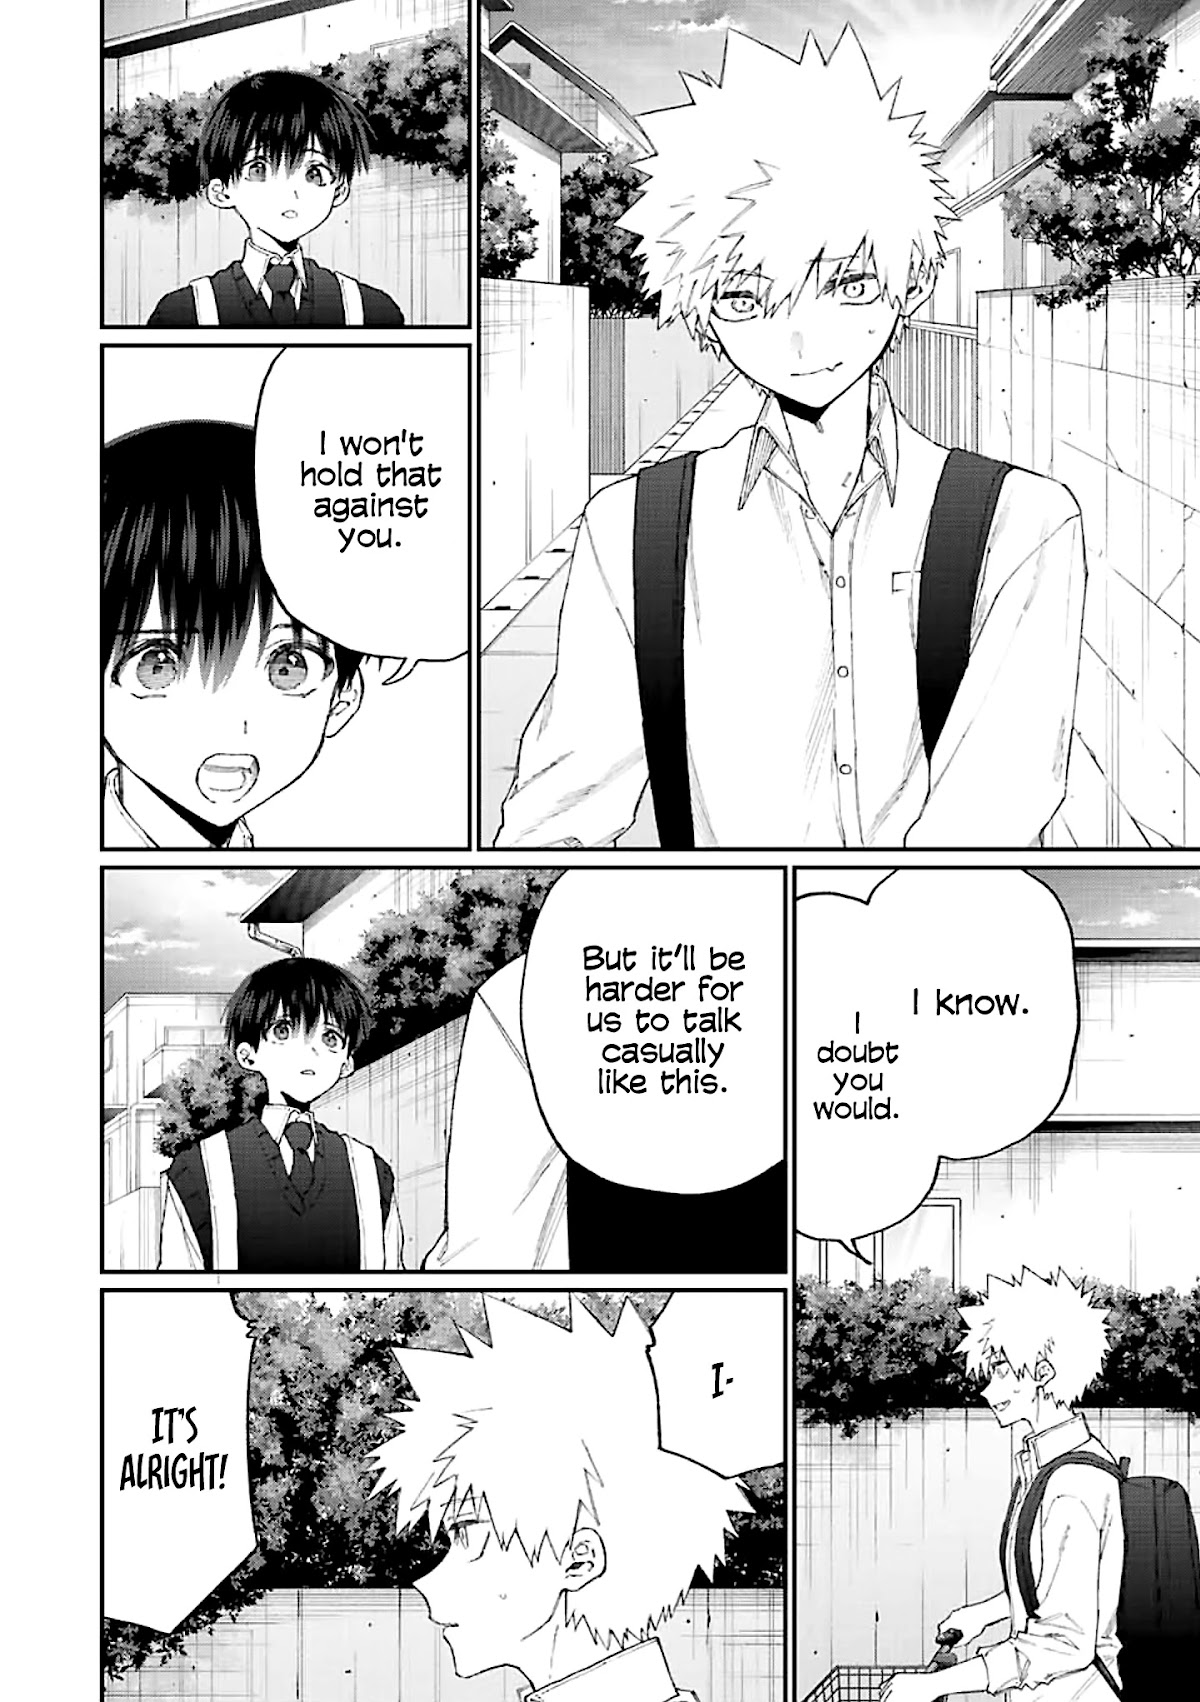 I won't
hold that
against
you.
I know.
I
doubt
you
would.
But it'll be
harder for
us to talk
casually
like this.
I-
IT'S
ALRIGHT!